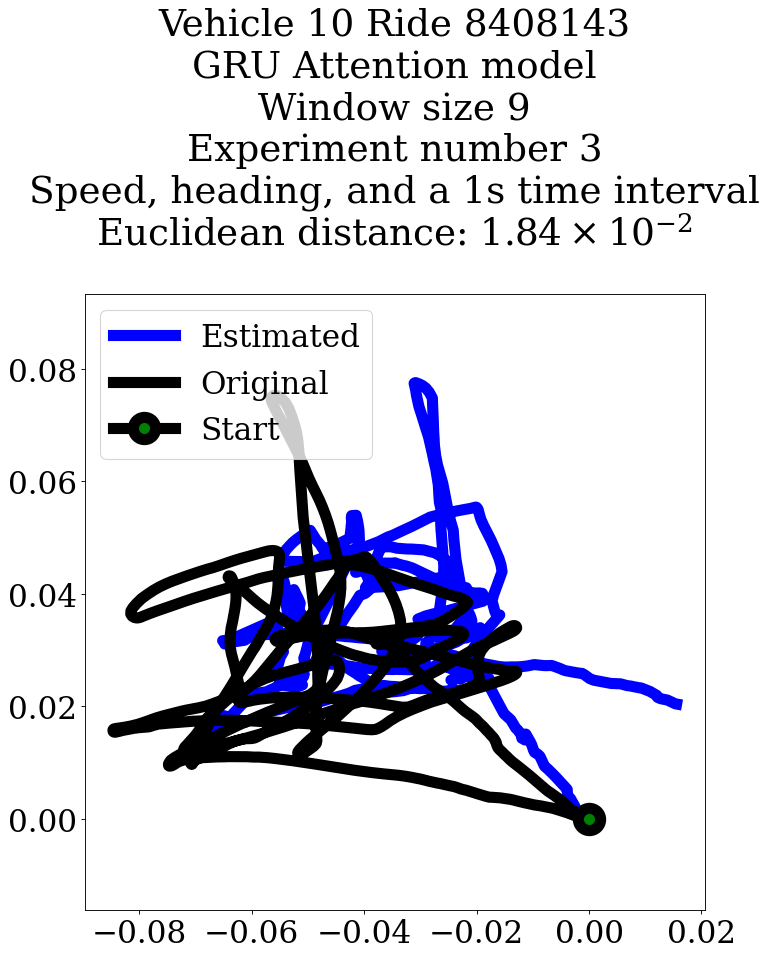 Vehicle 10 Ride 8408143
GRU Attention model
Window size 9
Experiment number 3
Speed, heading, and a 1s time interval
Euclidean distance: 1.84 × 10⁻²
Estimated
Original
Start
0.08
0.06
0.04
0.02
0.00
−0.08 −0.06 −0.04 −0.02 0.00 0.02